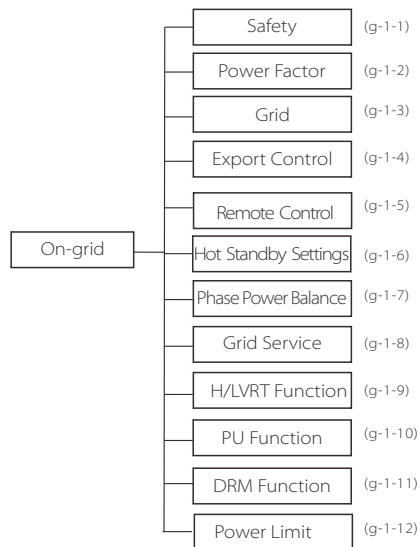 Safety (g-1-1)
Power Factor (g-1-2)
Grid (g-1-3)
Export Control (g-1-4)
Remote Control (g-1-5)
On-grid
Hot Standby Settings (g-1-6)
Phase Power Balance (g-1-7)
Grid Service (g-1-8)
H/LVRT Function (g-1-9)
PU Function (g-1-10)
DRM Function (g-1-11)
Power Limit (g-1-12)